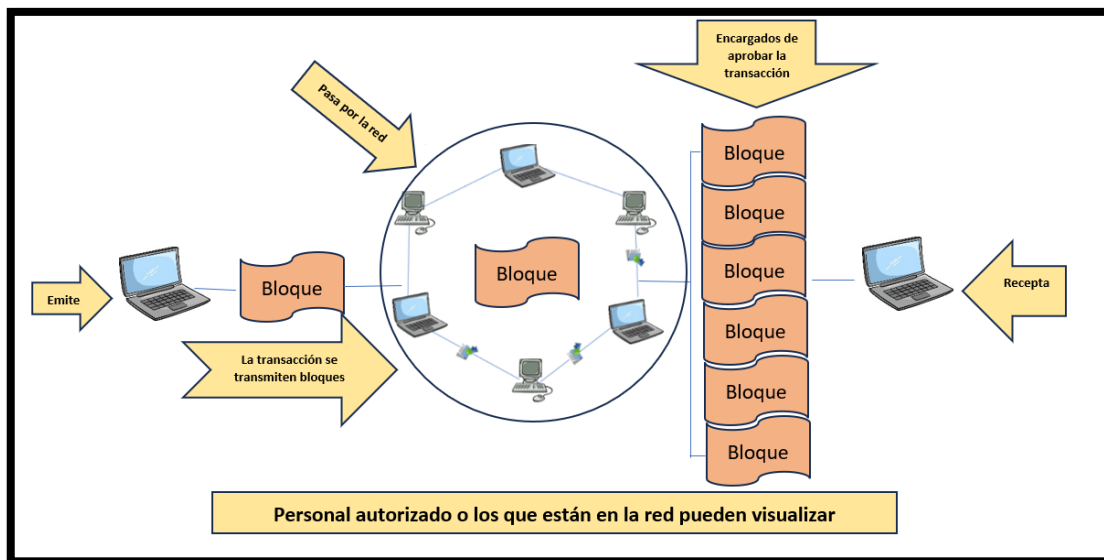 Encargados de
aprobar la
transacción
Pasa por la red
Bloque
Bloque
Bloque
Bloque
Bloque
Emite
Bloque
Recepta
Bloque
La transacción se
transmiten bloques
Bloque
Bloque
Personal autorizado o los que están en la red pueden visualizar